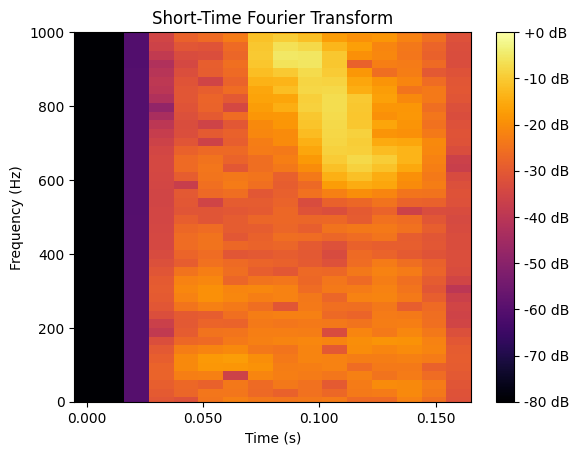 Short-Time Fourier Transform
1000
800
600
400
200
0
Frequency (Hz)
0.000
0.050
0.100
0.150
Time (s)
+0 dB
-10 dB
-20 dB
-30 dB
-40 dB
-50 dB
-60 dB
-70 dB
-80 dB